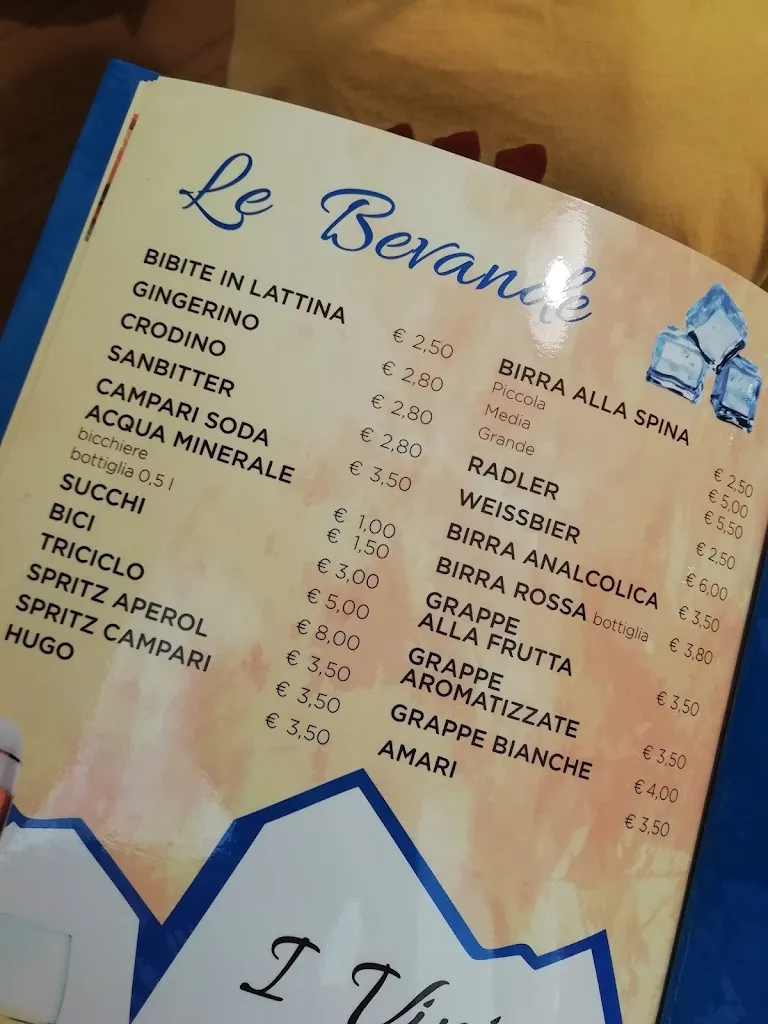 Le Bevande
BIBITE IN LATTINA € 2,50
GINGERINO € 2,80
CRODINO € 2,80
SANBITTER € 2,80
CAMPARI SODA € 3,50
ACQUA MINERALE
bicchiere € 1,00
bottiglia 0,5 l € 1,50
SUCCHI € 3,00
BICI € 5,00
TRICICLO € 8,00
SPRITZ APEROL € 3,50
SPRITZ CAMPARI € 3,50
HUGO € 3,50
BIRRA ALLA SPINA
Piccola € 2,50
Media € 5,00
Grande € 5,50
RADLER € 2,50
WEISSBIER € 6,00
BIRRA ANALCOLICA € 3,50
BIRRA ROSSA bottiglia € 3,80
GRAPPE
ALLA FRUTTA € 3,50
GRAPPE
AROMATIZZATE € 3,50
GRAPPE BIANCHE € 4,00
AMARI € 3,50
I Vini